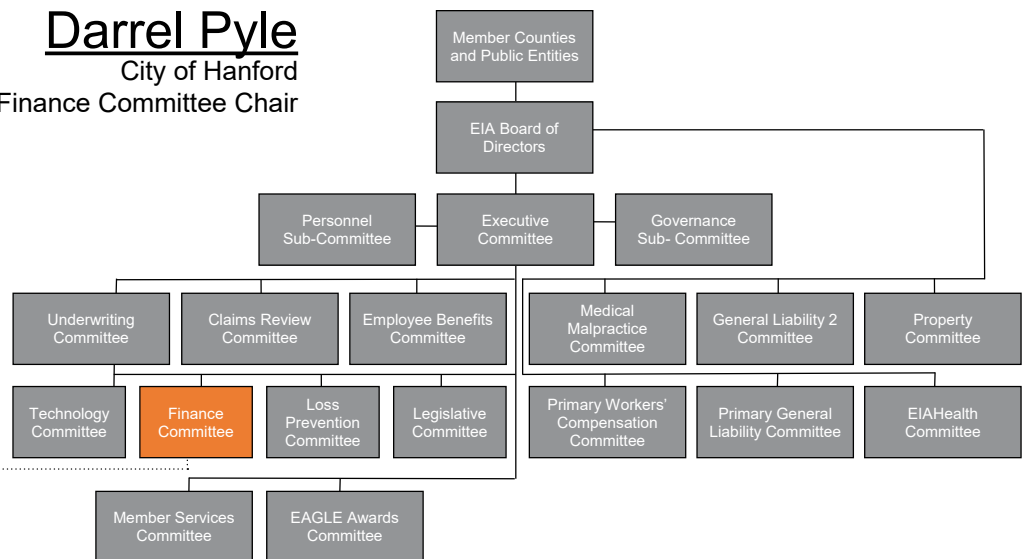 Darrel Pyle
City of Hanford
Finance Committee Chair
Member Counties
and Public Entities
EIA Board of
Directors
Personnel
Sub-Committee
Executive
Committee
Governance
Sub- Committee
Underwriting
Committee
Claims Review
Committee
Employee Benefits
Committee
Medical
Malpractice
Committee
General Liability 2
Committee
Property
Committee
Technology
Committee
Finance
Committee
Loss
Prevention
Committee
Legislative
Committee
Primary Workers’
Compensation
Committee
Primary General
Liability Committee
EIAHealth
Committee
Member Services
Committee
EAGLE Awards
Committee